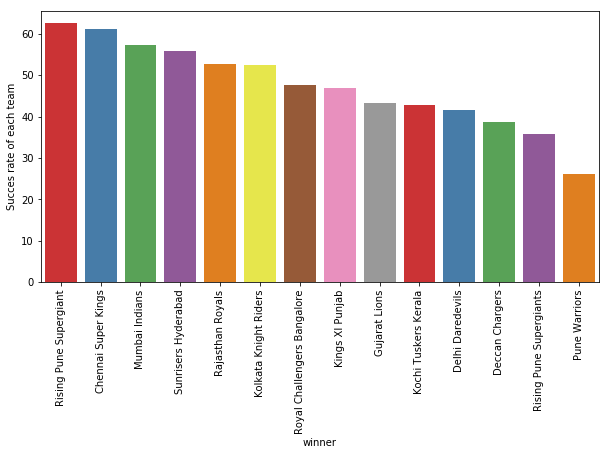 Succes rate of each team
60
50
40
30
20
10
0
Rising Pune Supergiant
Chennai Super Kings
Mumbai Indians
Sunrisers Hyderabad
Rajasthan Royals
Kolkata Knight Riders
Royal Challengers Bangalore
Kings XI Punjab
Gujarat Lions
Kochi Tuskers Kerala
Delhi Daredevils
Deccan Chargers
Rising Pune Supergiants
Pune Warriors
winner